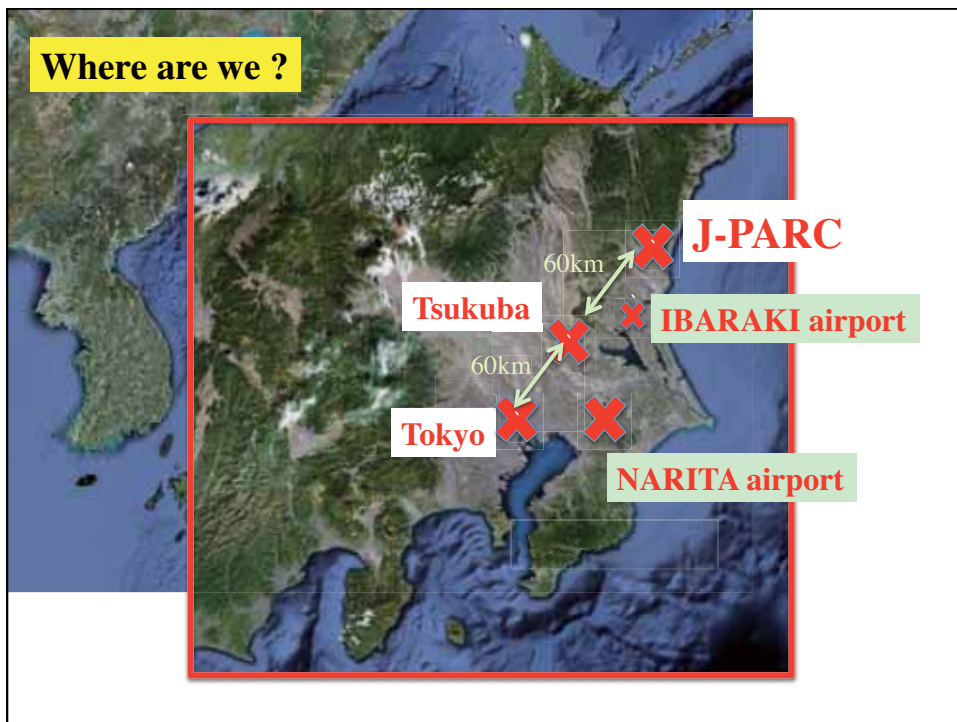 Where are we ?
J-PARC
60km
Tsukuba
IBARAKI airport
60km
Tokyo
NARITA airport